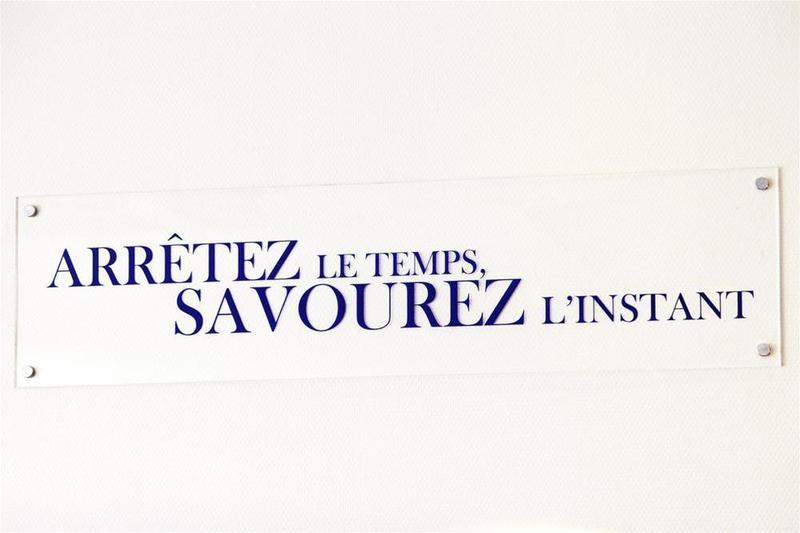 ARRÊTEZ LE TEMPS,
SAVOUREZ L'INSTANT